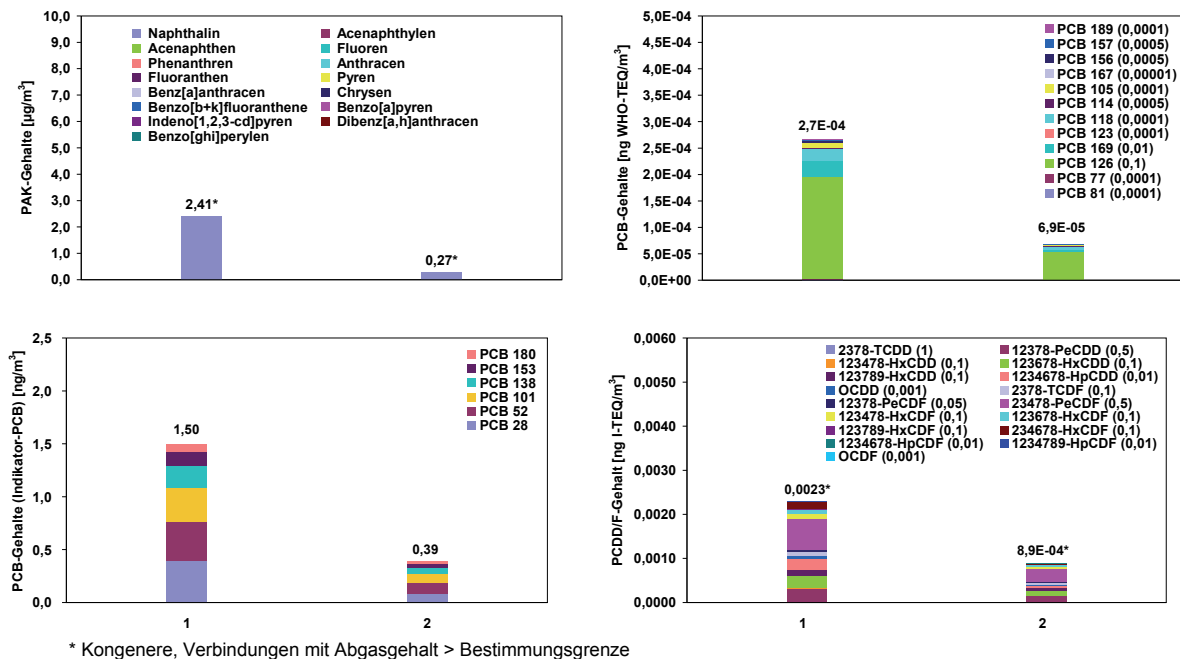 PAK-Gehalte [µg/m³]
10,0
9,0
8,0
7,0
6,0
5,0
4,0
3,0
2,0
1,0
0,0
Naphthalin
Acenaphthylen
Acenaphthen
Fluoren
Phenanthren
Anthracen
Fluoranthen
Pyren
Benz[a]anthracen
Chrysen
Benzo[b+k]fluoranthene
Benzo[a]pyren
Indeno[1,2,3-cd]pyren
Dibenz[a,h]anthracen
Benzo[ghi]perylen
2,41*
0,27*
PCB-Gehalte [ng WHO-TEQ/m³]
5,0E-04
4,5E-04
4,0E-04
3,5E-04
3,0E-04
2,5E-04
2,0E-04
1,5E-04
1,0E-04
5,0E-05
0,0E+00
PCB 189 (0,0001)
PCB 157 (0,0005)
PCB 156 (0,0005)
PCB 167 (0,00001)
PCB 105 (0,0001)
PCB 114 (0,0005)
PCB 118 (0,0001)
PCB 123 (0,0001)
PCB 169 (0,01)
PCB 126 (0,1)
PCB 77 (0,0001)
PCB 81 (0,0001)
2,7E-04
6,9E-05
PCB-Gehalte (Indikator-PCB) [ng/m³]
2,5
2,0
1,5
1,0
0,5
0,0
PCB 180
PCB 153
PCB 138
PCB 101
PCB 52
PCB 28
1,50
0,39
1
2
PCDD/F-Gehalt [ng I-TEQ/m³]
0,0060
0,0050
0,0040
0,0030
0,0020
0,0010
0,0000
2378-TCDD (1)
12378-PeCDD (0,5)
123478-HxCDD (0,1)
123678-HxCDD (0,1)
123789-HxCDD (0,1)
1234678-HpCDD (0,01)
OCDD (0,001)
2378-TCDF (0,1)
12378-PeCDF (0,05)
23478-PeCDF (0,5)
123478-HxCDF (0,1)
123678-HxCDF (0,1)
123789-HxCDF (0,1)
234678-HxCDF (0,1)
1234678-HpCDF (0,01)
1234789-HpCDF (0,01)
OCDF (0,001)
0,0023*
8,9E-04*
1
2
* Kongenere, Verbindungen mit Abgasgehalt > Bestimmungsgrenze